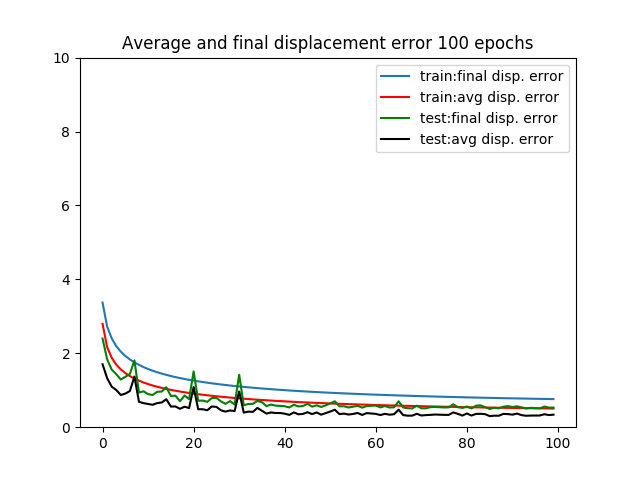 Average and final displacement error 100 epochs
train:final disp. error
train:avg disp. error
test:final disp. error
test:avg disp. error
10
8
6
4
2
0
0 20 40 60 80 100